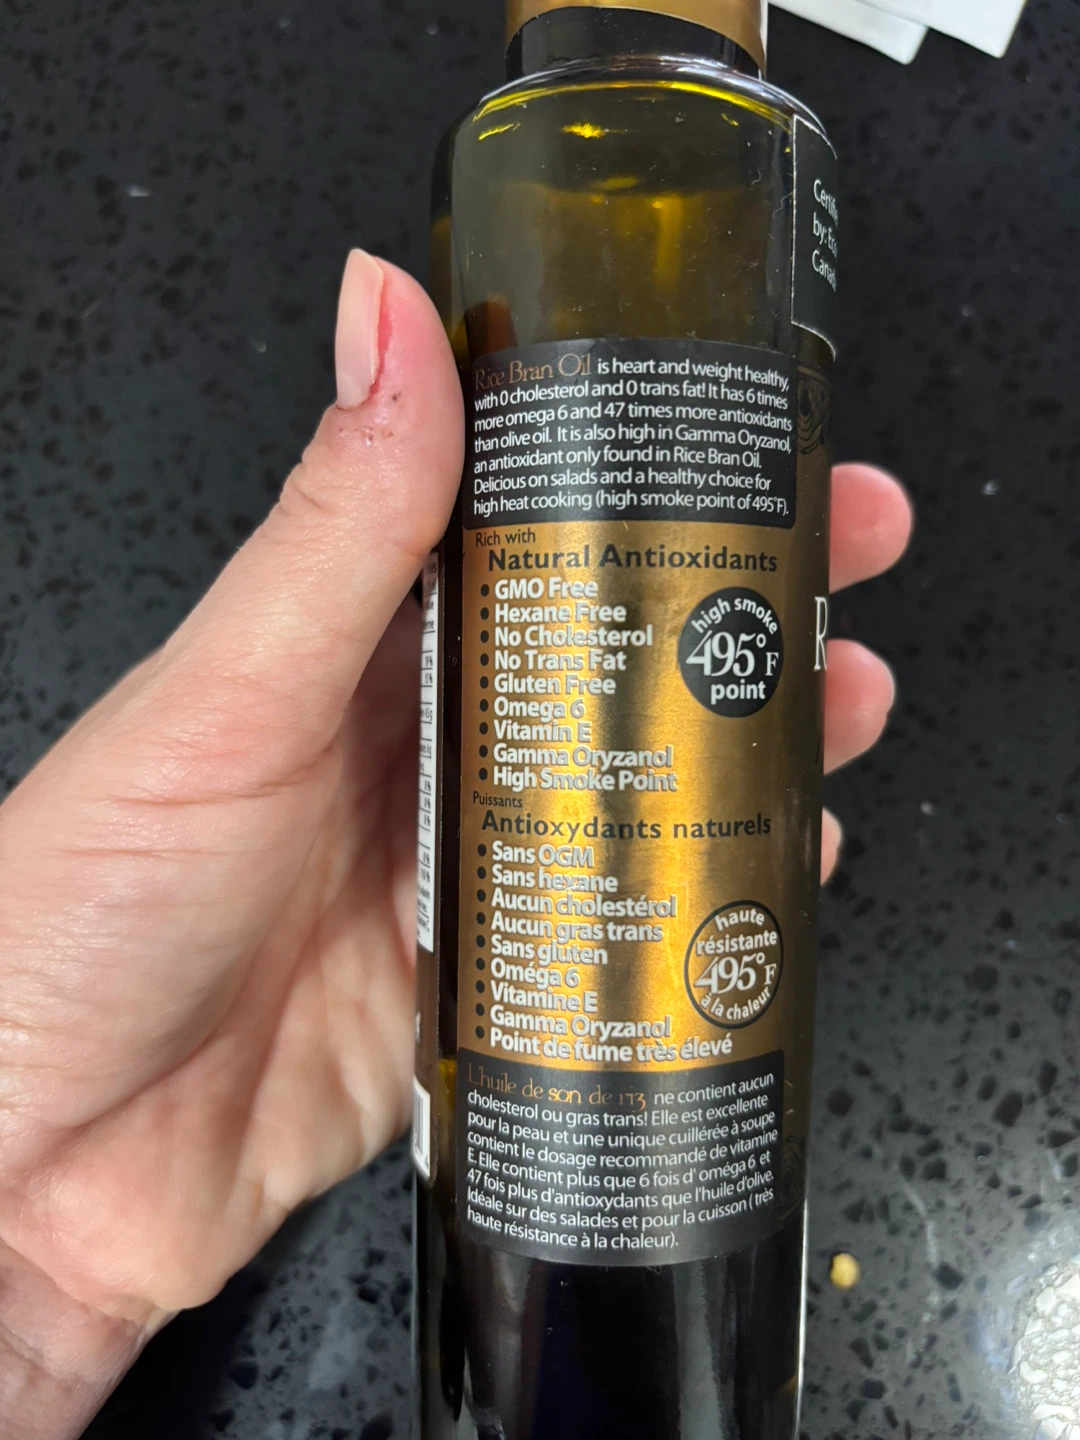 Certifie
by: Eco
Canada
Rice Bran Oil is heart and weight healthy,
with 0 cholesterol and 0 trans fat! It has 6 times
more omega 6 and 47 times more antioxidants
than olive oil. It is also high in Gamma Oryzanol,
an antioxidant only found in Rice Bran Oil.
Delicious on salads and a healthy choice for
high heat cooking (high smoke point of 495°F).
Rich with
Natural Antioxidants
• GMO Free
• Hexane Free
• No Cholesterol
• No Trans Fat
• Gluten Free
• Omega 6
• Vitamin E
• Gamma Oryzanol
• High Smoke Point
high smoke
495°F
point
R
Puissants
Antioxydants naturels
• Sans OGM
• Sans hexane
• Aucun cholestérol
• Aucun gras trans
• Sans gluten
• Oméga 6
• Vitamine E
• Gamma Oryzanol
• Point de fume très élevé
haute
résistante
495°F
à la chaleur
L'huile de son de riz ne contient aucun
cholesterol ou gras trans! Elle est excellente
pour la peau et une unique cuillérée à soupe
contient le dosage recommandé de vitamine
E. Elle contient plus que 6 fois d' oméga 6 et
47 fois plus d'antioxydants que l'huile d'olive.
Idéale sur des salades et pour la cuisson ( très
haute résistance à la chaleur).